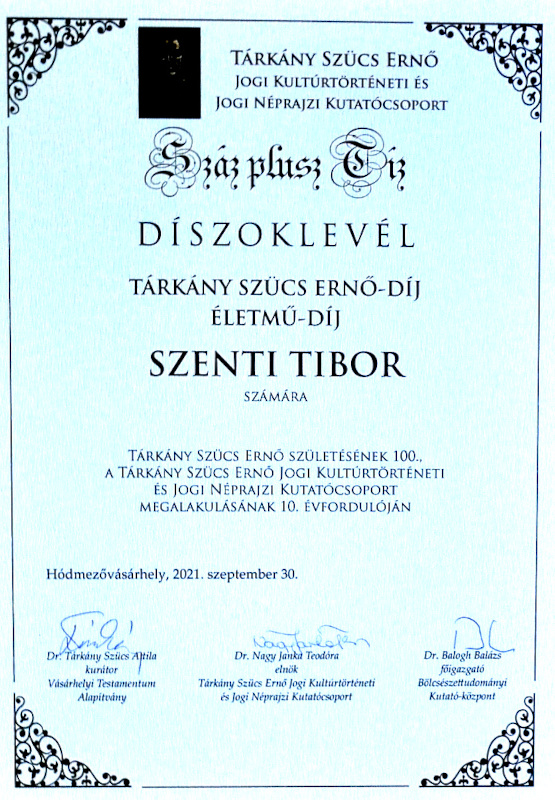 TÁRKÁNY SZÜCS ERNŐ
JOGI KULTÚRTÖRTÉNETI ÉS
JOGI NÉPRAJZI KUTATÓCSOPORT
Száz plusz Tíz
DÍSZOKLEVÉL
TÁRKÁNY SZÜCS ERNŐ-DÍJ
ÉLETMŰ-DÍJ
SZENTI TIBOR
SZÁMÁRA
TÁRKÁNY SZÜCS ERNŐ SZÜLETÉSÉNEK 100.,
A TÁRKÁNY SZÜCS ERNŐ JOGI KULTÚRTÖRTÉNETI
ÉS JOGI NÉPRAJZI KUTATÓCSOPORT
MEGALAKULÁSÁNAK 10. ÉVFORDULÓJÁN
Hódmezővásárhely, 2021. szeptember 30.
Dr. Tárkány Szücs Attila Dr. Nagy Janka Teodóra Dr. Balogh Balázs
kurátor elnök főigazgató
Vásárhelyi Testamentum Tárkány Szücs Ernő Jogi Kultúrtörténeti Bölcsészettudományi
Alapítvány és Jogi Néprajzi Kutatócsoport Kutató-központ